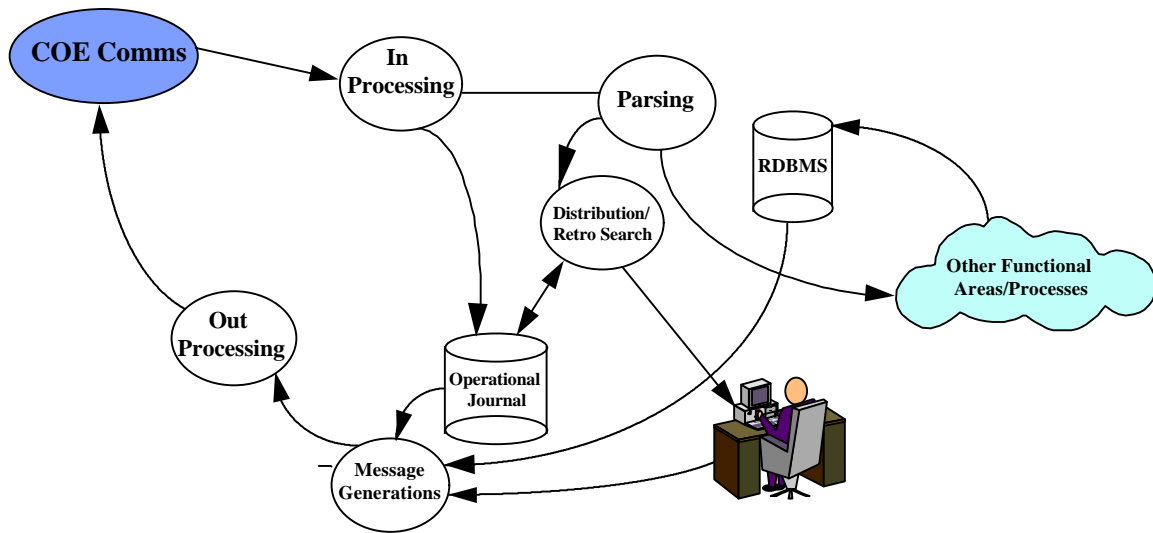 COE Comms
In
Processing
Parsing
RDBMS
Distribution/
Retro Search
Other Functional
Areas/Processes
Out
Processing
Operational
Journal
Message
Generations